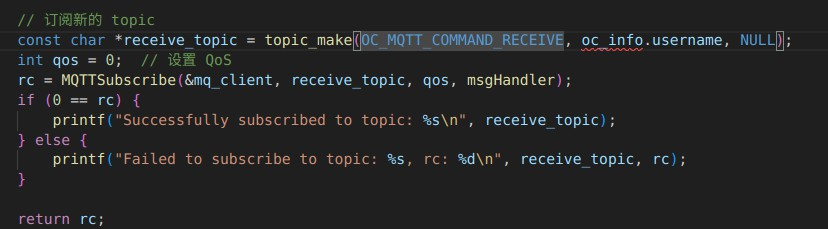 // 订阅新的 topic
const char *receive_topic = topic_make(OC_MQTT_COMMAND_RECEIVE, oc_info.username, NULL);
int qos = 0;  // 设置 QoS
rc = MQTTSubscribe(&mq_client, receive_topic, qos, msgHandler);
if (0 == rc) {
    printf("Successfully subscribed to topic: %s\n", receive_topic);
} else {
    printf("Failed to subscribe to topic: %s, rc: %d\n", receive_topic, rc);
}
return rc;